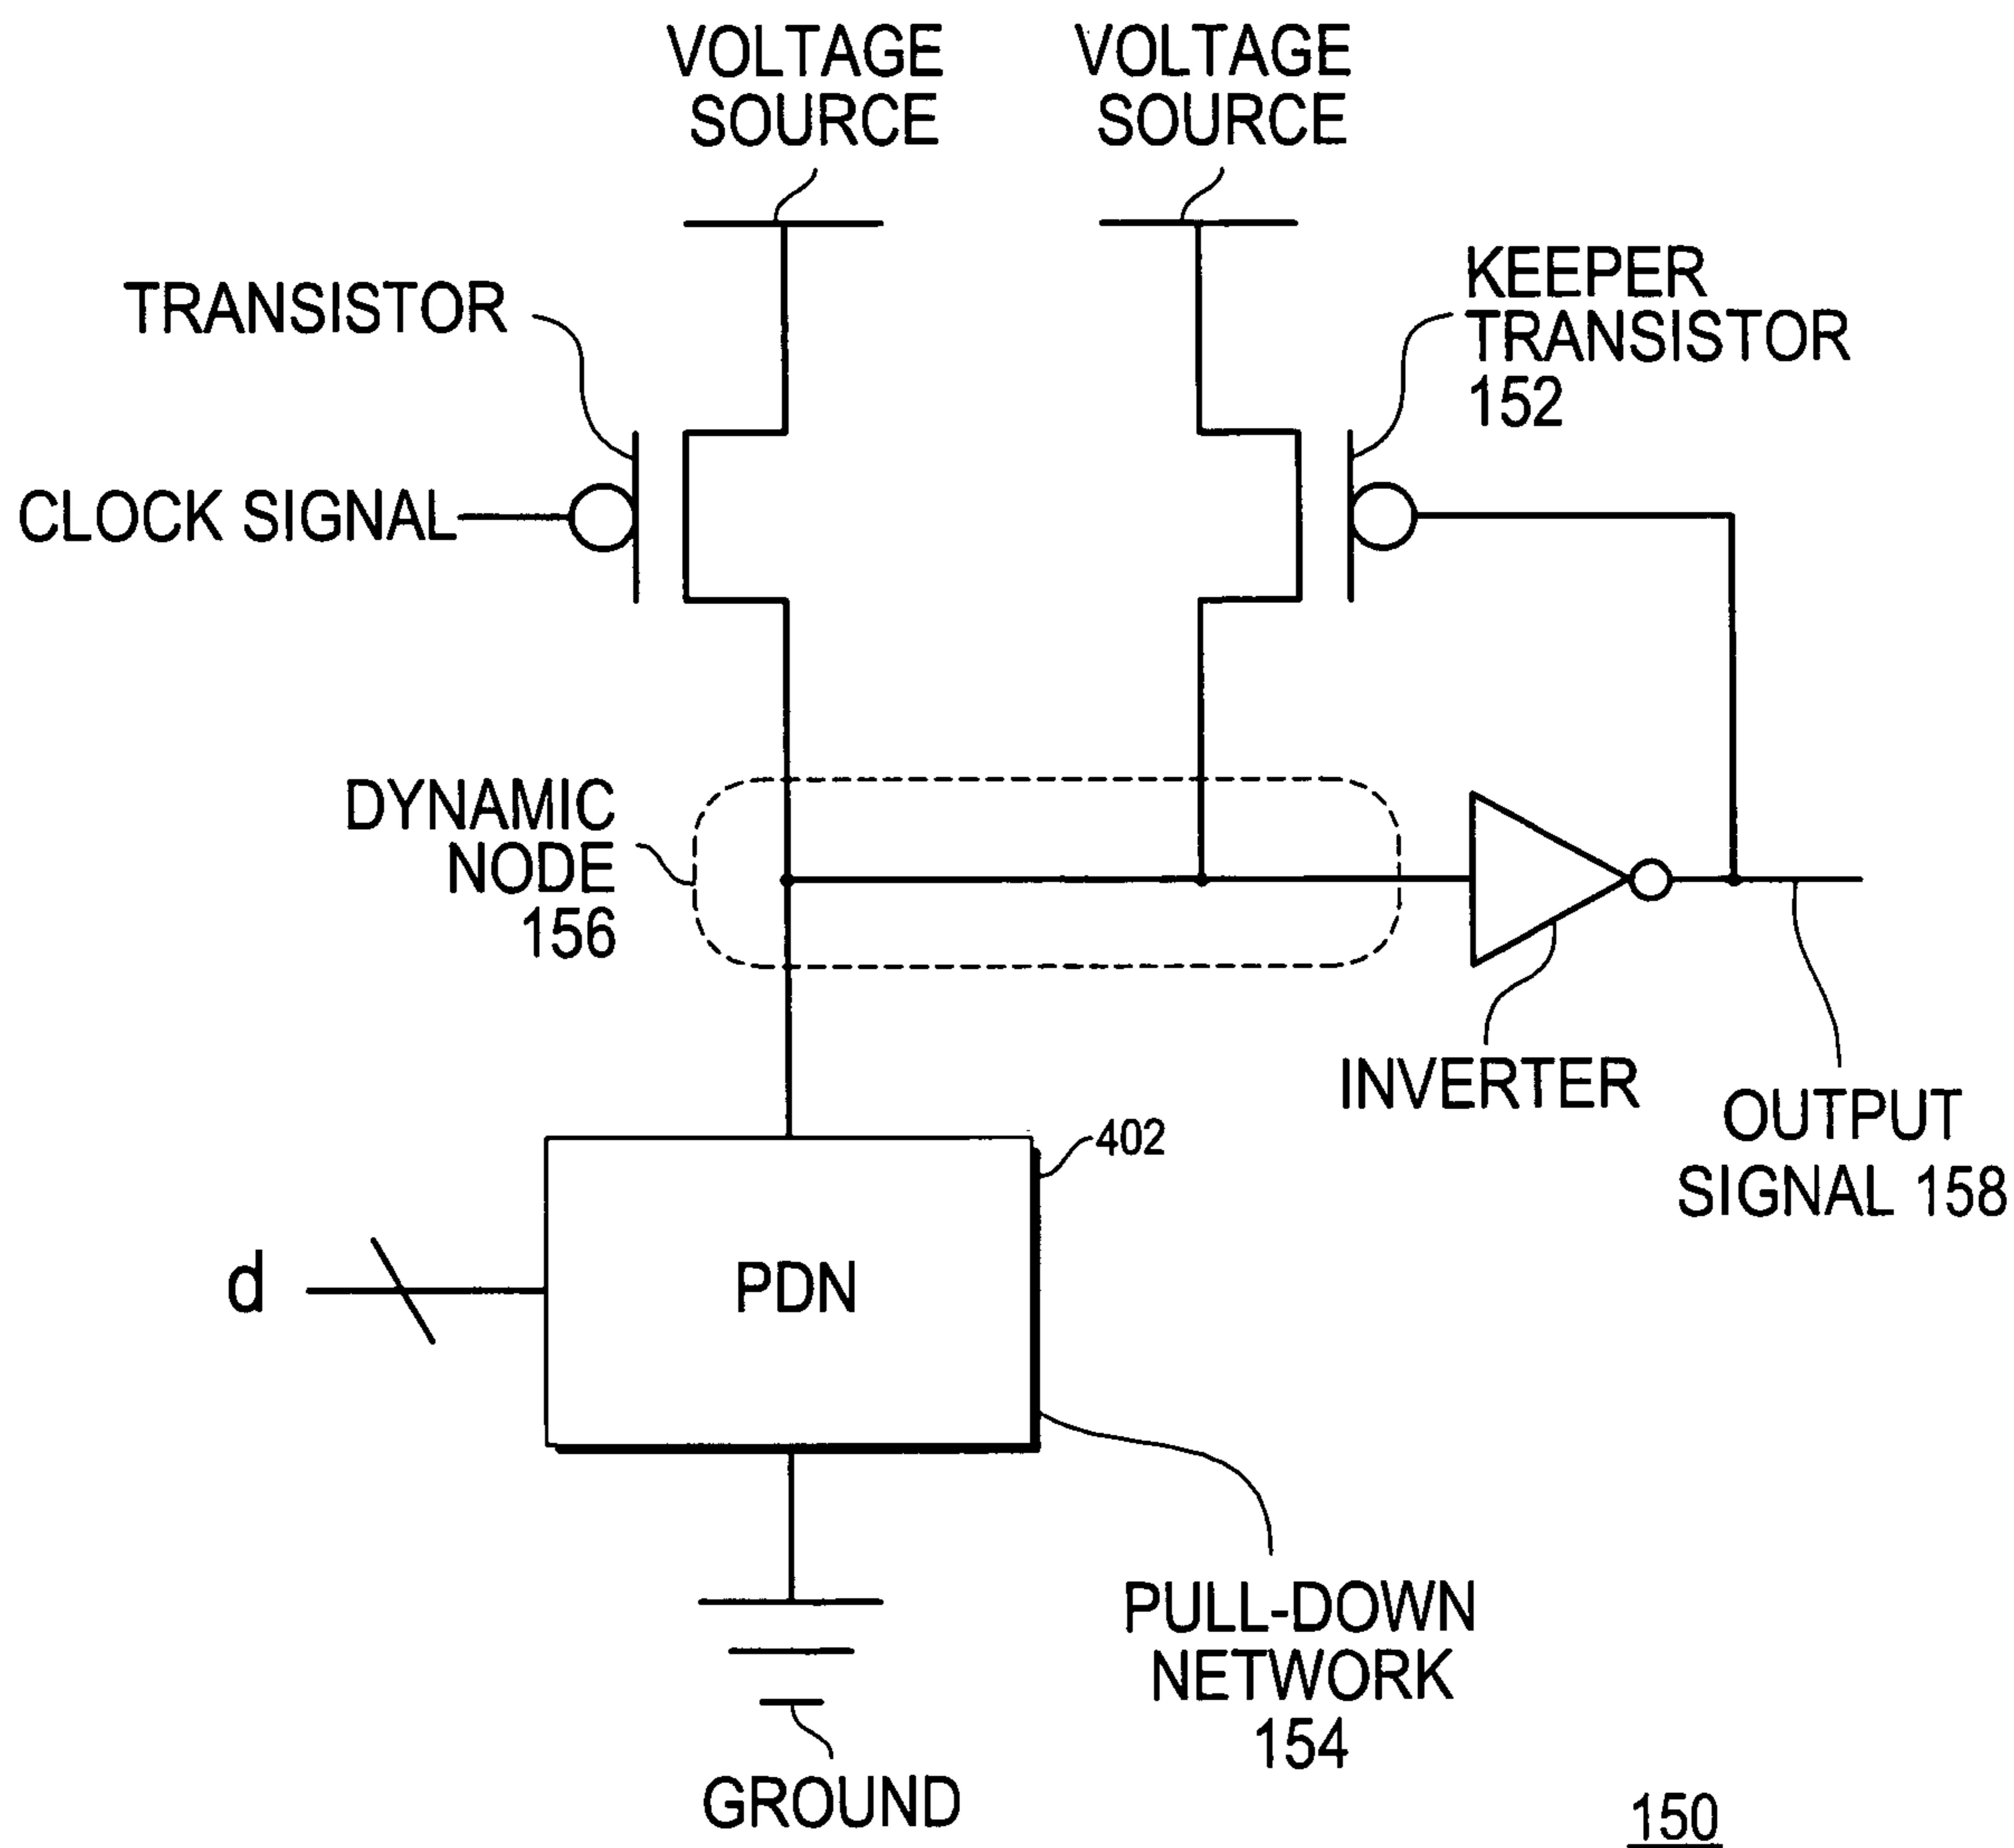 VOLTAGE
SOURCE
VOLTAGE
SOURCE
TRANSISTOR
KEEPER
TRANSISTOR
152
CLOCK SIGNAL
DYNAMIC
NODE
156
INVERTER
OUTPUT
SIGNAL 158
402
d
PDN
PULL-DOWN
NETWORK
154
GROUND
150